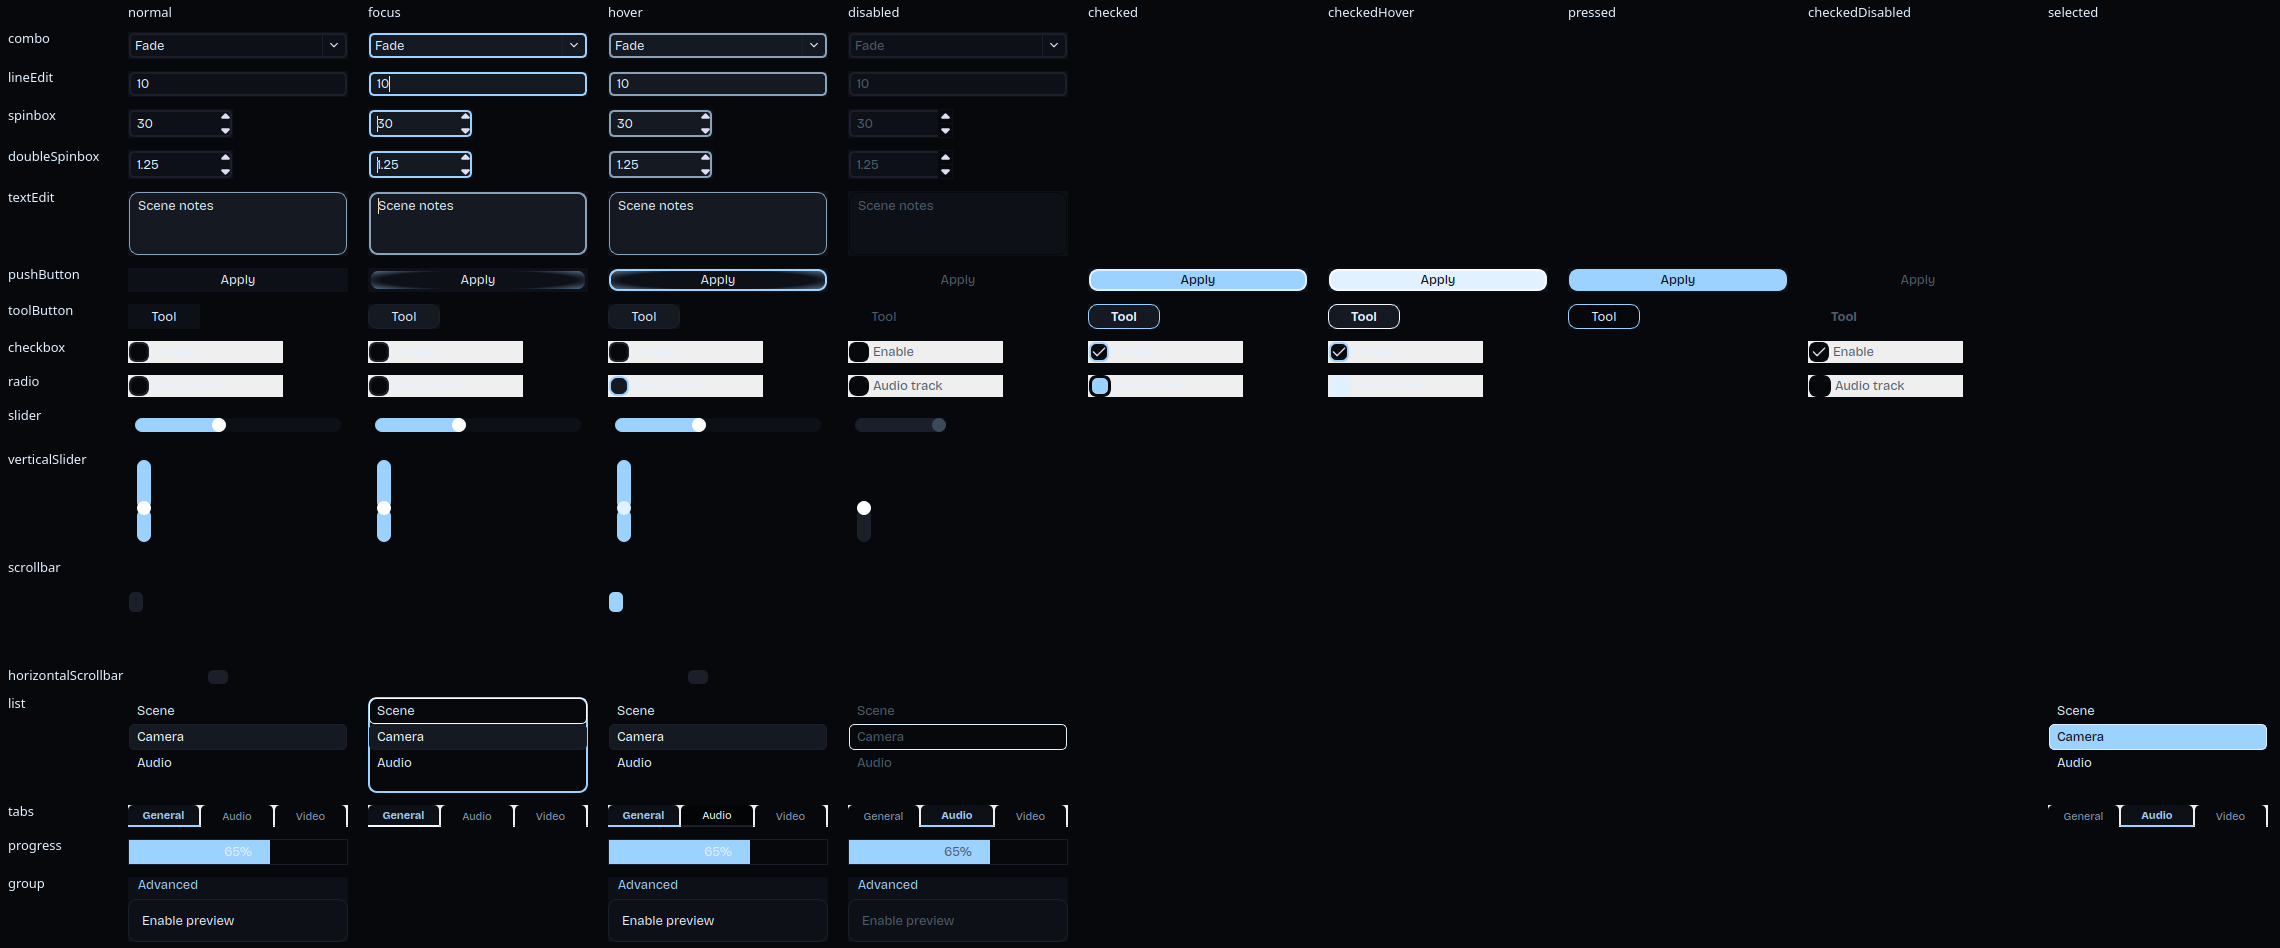 normal focus hover disabled checked checkedHover pressed checkedDisabled selected
combo Fade Fade Fade Fade
lineEdit 10 10 10 10
spinbox 30 30 30 30
doubleSpinbox 1.25 1.25 1.25 1.25
textEdit Scene notes Scene notes Scene notes Scene notes
pushButton Apply Apply Apply Apply Apply Apply Apply Apply
toolButton Tool Tool Tool Tool Tool Tool Tool Tool
checkbox Enable Enable
radio Audio track Audio track
slider
verticalSlider
scrollbar
horizontalScrollbar
list Scene Scene Scene Scene Scene
Camera Camera Camera Camera Camera
Audio Audio Audio Audio Audio
tabs General Audio Video General Audio Video General Audio Video General Audio Video General Audio Video
progress 65% 65% 65%
group Advanced Advanced Advanced
Enable preview Enable preview Enable preview